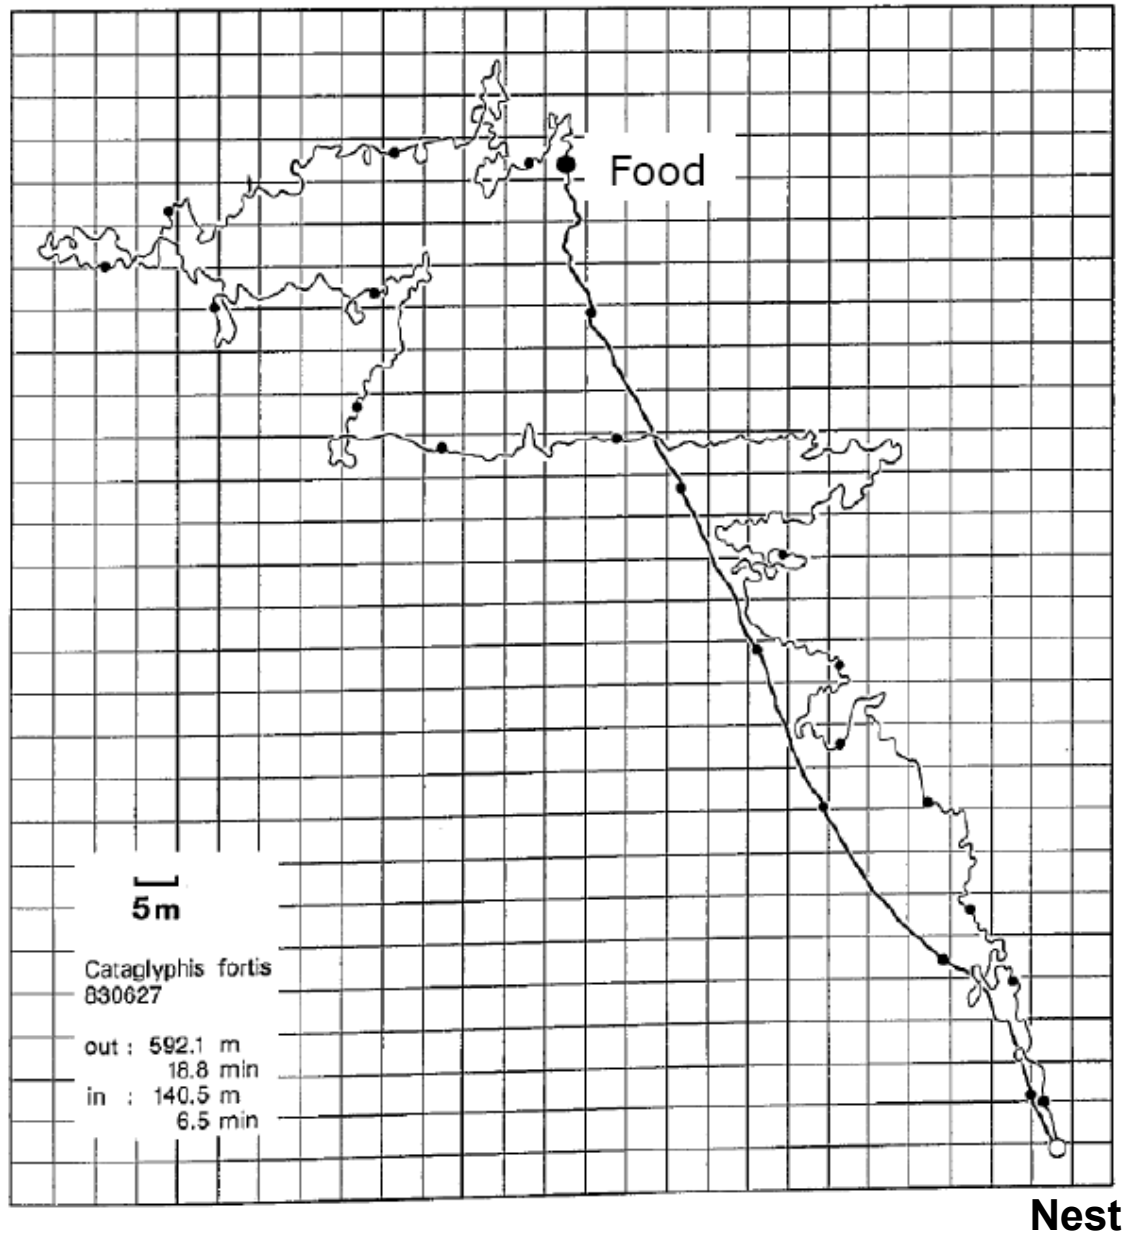 Food
5m
Cataglyphis fortis
830627
out : 592.1 m
18.8 min
in : 140.5 m
6.5 min
Nest